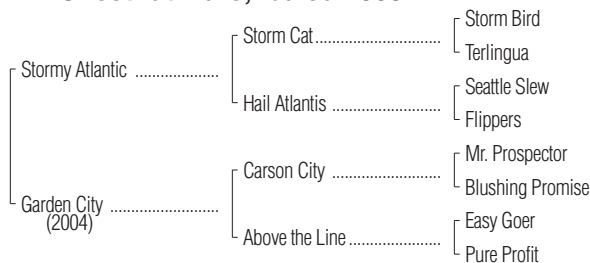 Storm Bird
Storm Cat
Terlingua
Stormy Atlantic
Seattle Slew
Hail Atlantis
Flippers
Mr. Prospector
Carson City
Blushing Promise
Garden City
(2004)
Easy Goer
Above the Line
Pure Profit